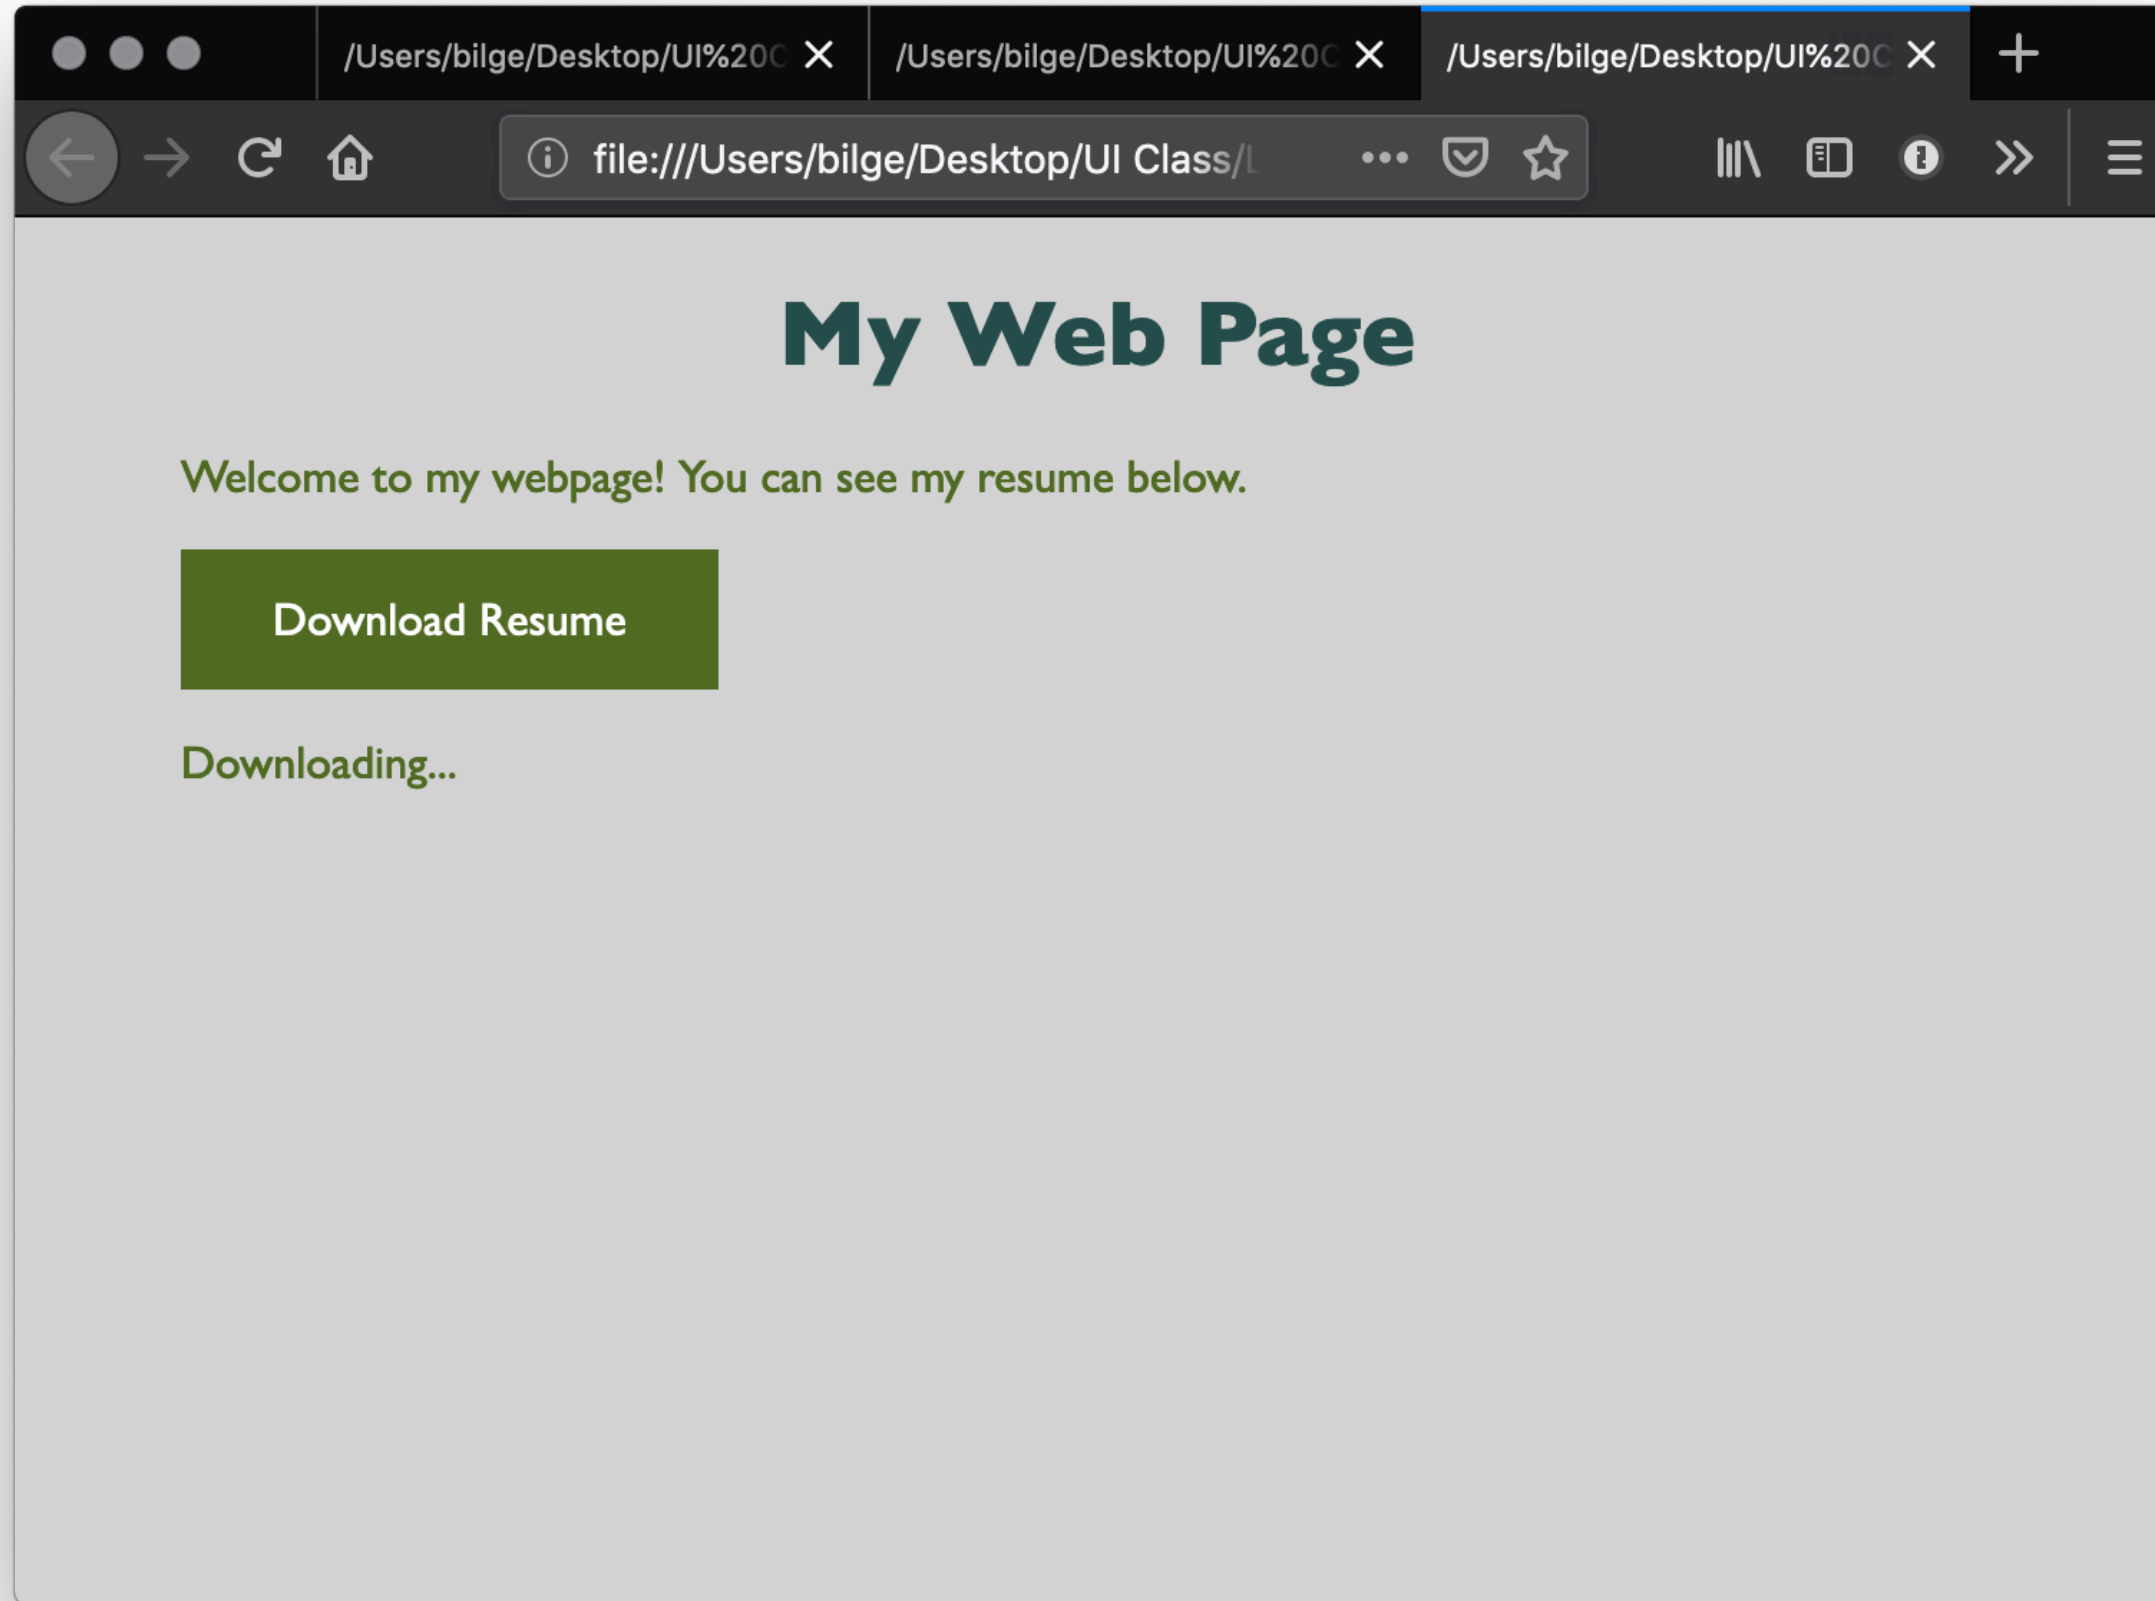 /Users/bilge/Desktop/UI%20C
/Users/bilge/Desktop/UI%20C
/Users/bilge/Desktop/UI%20C
file:///Users/bilge/Desktop/UI Class/L
My Web Page
Welcome to my webpage! You can see my resume below.
Download Resume
Downloading...